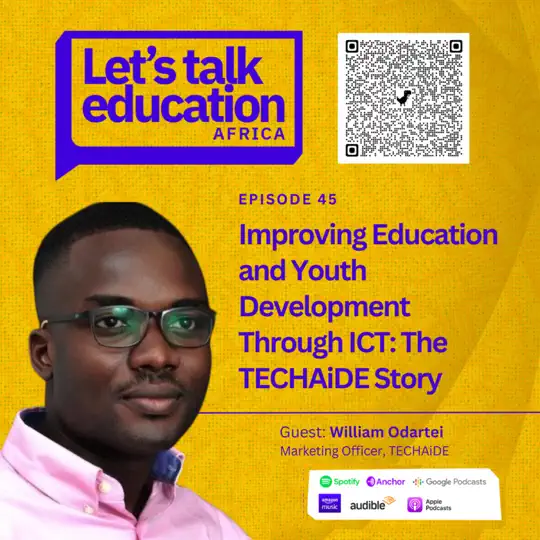 Let's talk
education
AFRICA
EPISODE 45
Improving Education
and Youth
Development
Through ICT: The
TECHAiDE Story
Guest: William Odartei
Marketing Officer, TECHAiDE
Spotify Anchor Google Podcasts
amazon music audible Apple Podcasts